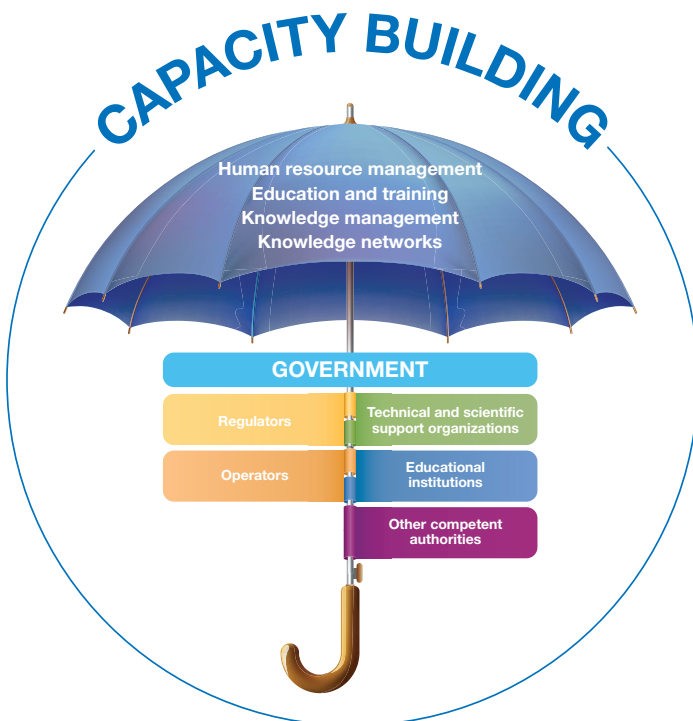 CAPACITY BUILDING
Human resource management
Education and training
Knowledge management
Knowledge networks
GOVERNMENT
Regulators
Technical and scientific
support organizations
Operators
Educational
institutions
Other competent
authorities